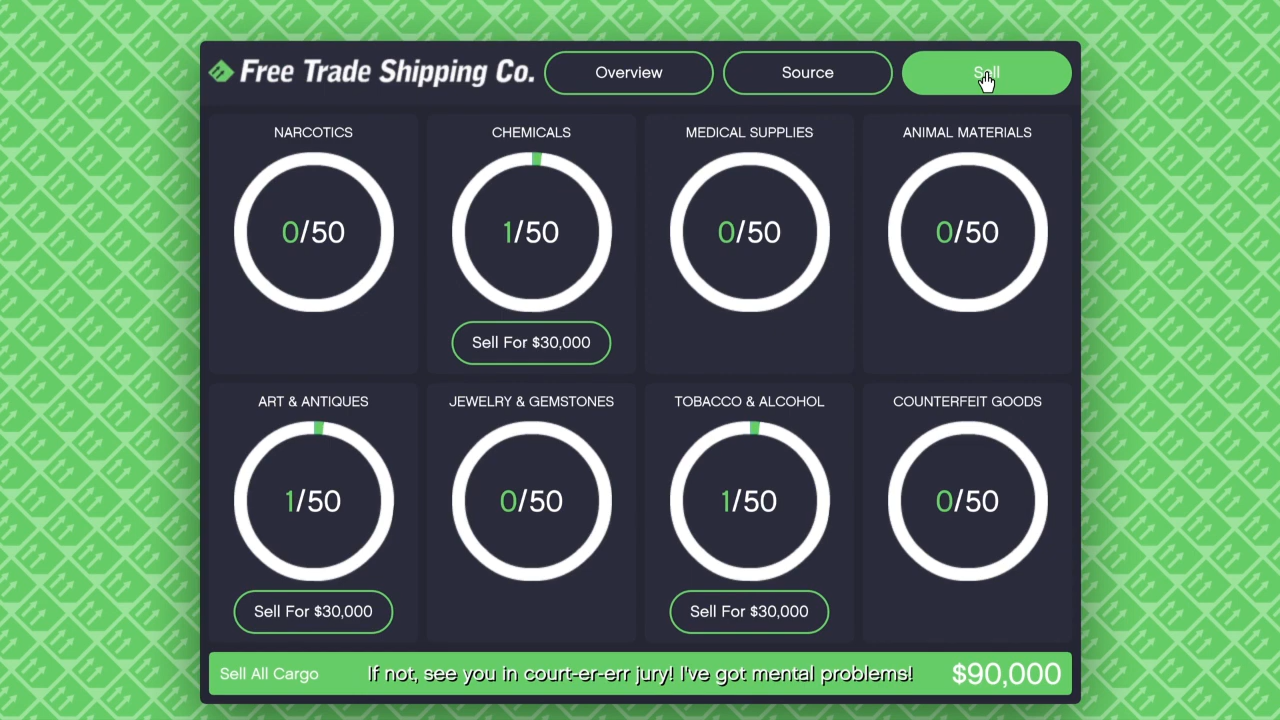 Free Trade Shipping Co.
Overview
Source
Sell
NARCOTICS
CHEMICALS
MEDICAL SUPPLIES
ANIMAL MATERIALS
0/50
1/50
0/50
0/50
Sell For $30,000
ART & ANTIQUES
JEWELRY & GEMSTONES
TOBACCO & ALCOHOL
COUNTERFEIT GOODS
1/50
0/50
1/50
0/50
Sell For $30,000
Sell For $30,000
Sell All Cargo
If not, see you in court-er-err jury! I've got mental problems!
$90,000